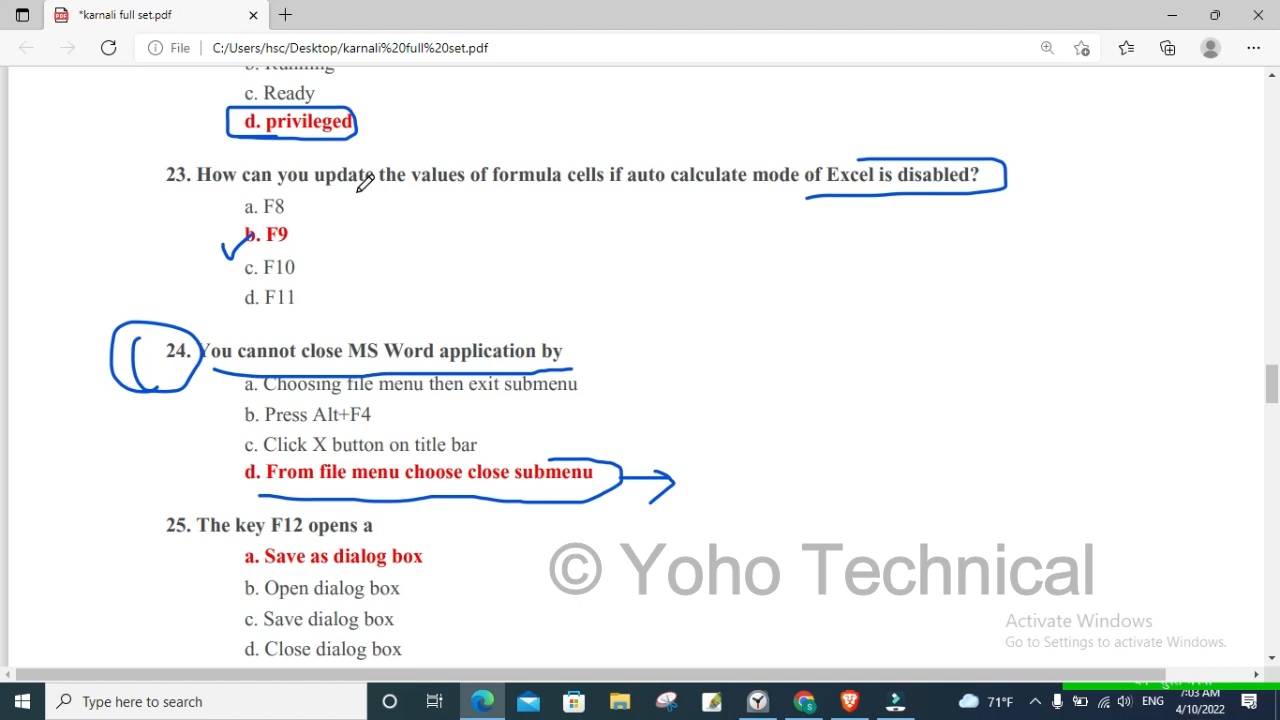 *karnali full set.pdf
File
C:/Users/hsc/Desktop/karnali%20full%20set.pdf
b. Running
c. Ready
d. privileged
23. How can you update the values of formula cells if auto calculate mode of Excel is disabled?
a. F8
b. F9
c. F10
d. F11
24. You cannot close MS Word application by
a. Choosing file menu then exit submenu
b. Press Alt+F4
c. Click X button on title bar
d. From file menu choose close submenu
25. The key F12 opens a
a. Save as dialog box
b. Open dialog box
c. Save dialog box
d. Close dialog box
© Yoho Technical
Activate Windows
Go to Settings to activate Windows.
Type here to search
71°F
ENG
7:03 AM
4/10/2022